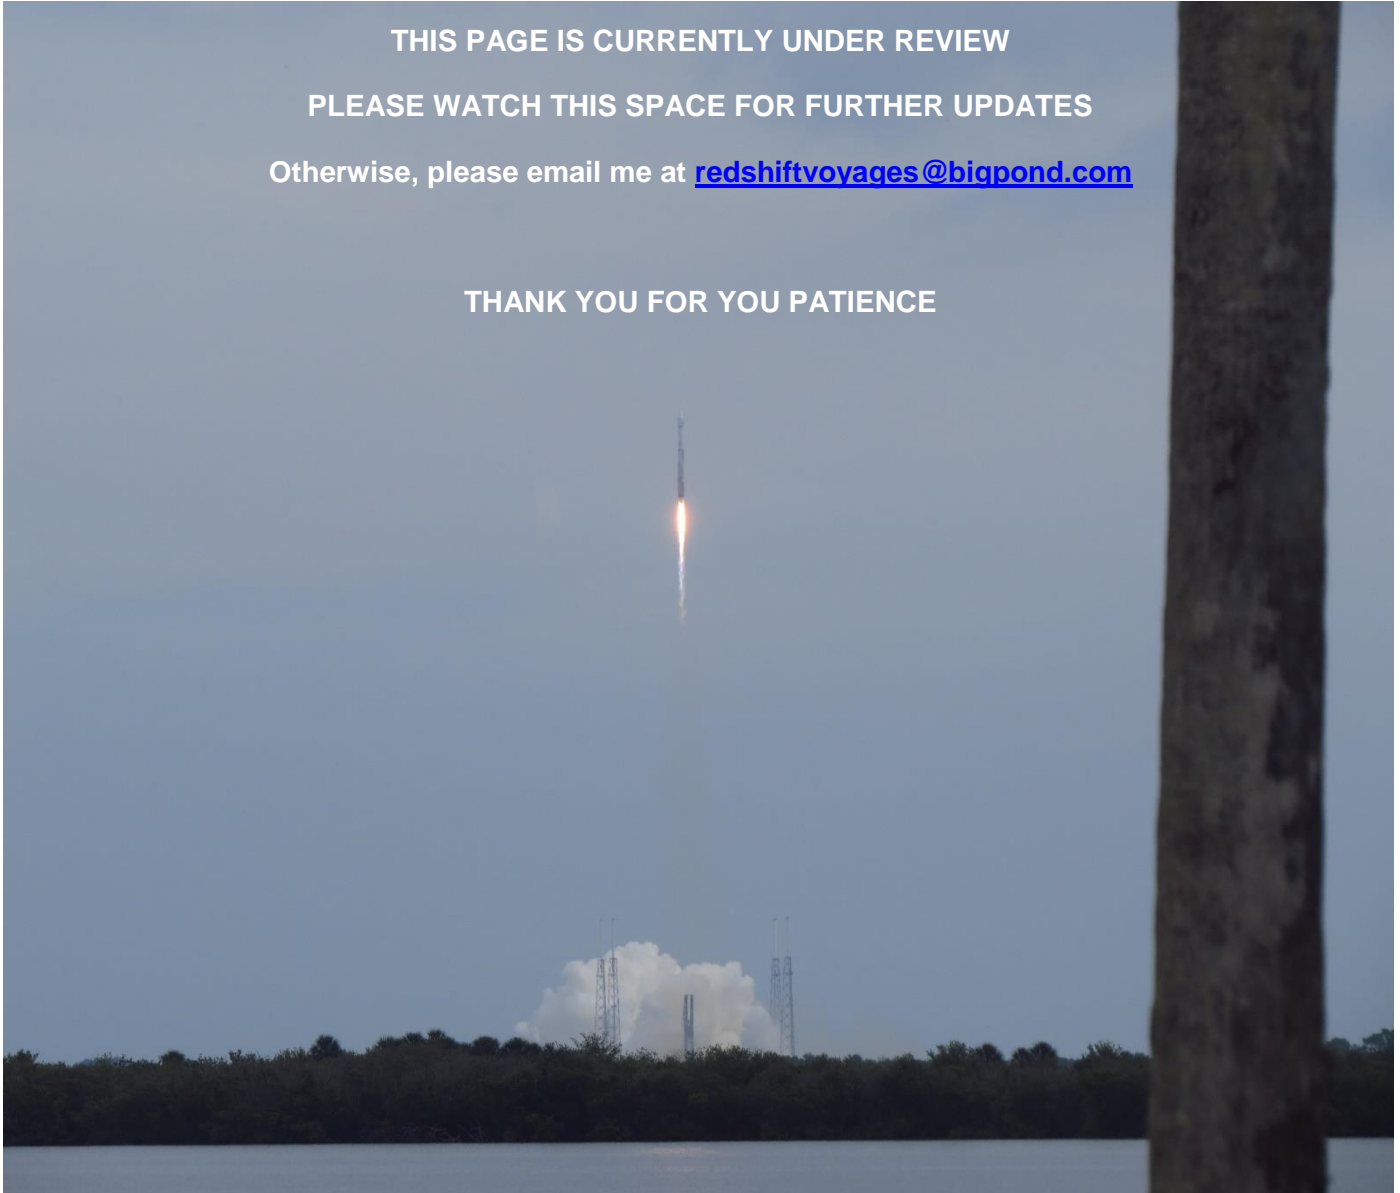 THIS PAGE IS CURRENTLY UNDER REVIEW
PLEASE WATCH THIS SPACE FOR FURTHER UPDATES
Otherwise, please email me at redshiftvoyages@bigpond.com
THANK YOU FOR YOU PATIENCE